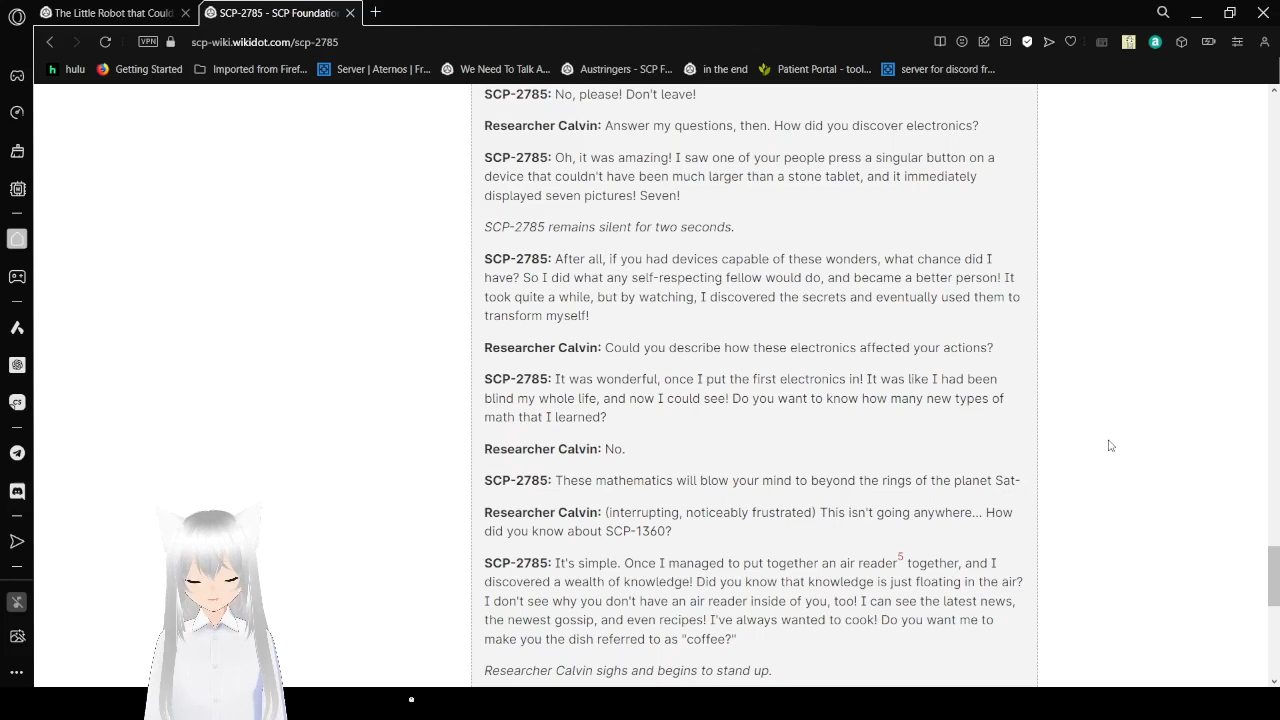 The Little Robot that Could
SCP-2785 - SCP Foundation
VPN
scp-wiki.wikidot.com/scp-2785
hulu
Getting Started
Imported from Firef...
Server | Aternos | Fr...
We Need To Talk A...
Austringers - SCP F...
in the end
Patient Portal - tool...
server for discord fr...
SCP-2785: No, please! Don't leave!
Researcher Calvin: Answer my questions, then. How did you discover electronics?
SCP-2785: Oh, it was amazing! I saw one of your people press a singular button on a
device that couldn't have been much larger than a stone tablet, and it immediately
displayed seven pictures! Seven!
SCP-2785 remains silent for two seconds.
SCP-2785: After all, if you had devices capable of these wonders, what chance did I
have? So I did what any self-respecting fellow would do, and became a better person! It
took quite a while, but by watching, I discovered the secrets and eventually used them to
transform myself!
Researcher Calvin: Could you describe how these electronics affected your actions?
SCP-2785: It was wonderful, once I put the first electronics in! It was like I had been
blind my whole life, and now I could see! Do you want to know how many new types of
math that I learned?
Researcher Calvin: No.
SCP-2785: These mathematics will blow your mind to beyond the rings of the planet Sat-
Researcher Calvin: (interrupting, noticeably frustrated) This isn't going anywhere... How
did you know about SCP-1360?
SCP-2785: It's simple. Once I managed to put together an air reader5 together, and I
discovered a wealth of knowledge! Did you know that knowledge is just floating in the air?
I don't see why you don't have an air reader inside of you, too! I can see the latest news,
the newest gossip, and even recipes! I've always wanted to cook! Do you want me to
make you the dish referred to as "coffee?"
Researcher Calvin sighs and begins to stand up.